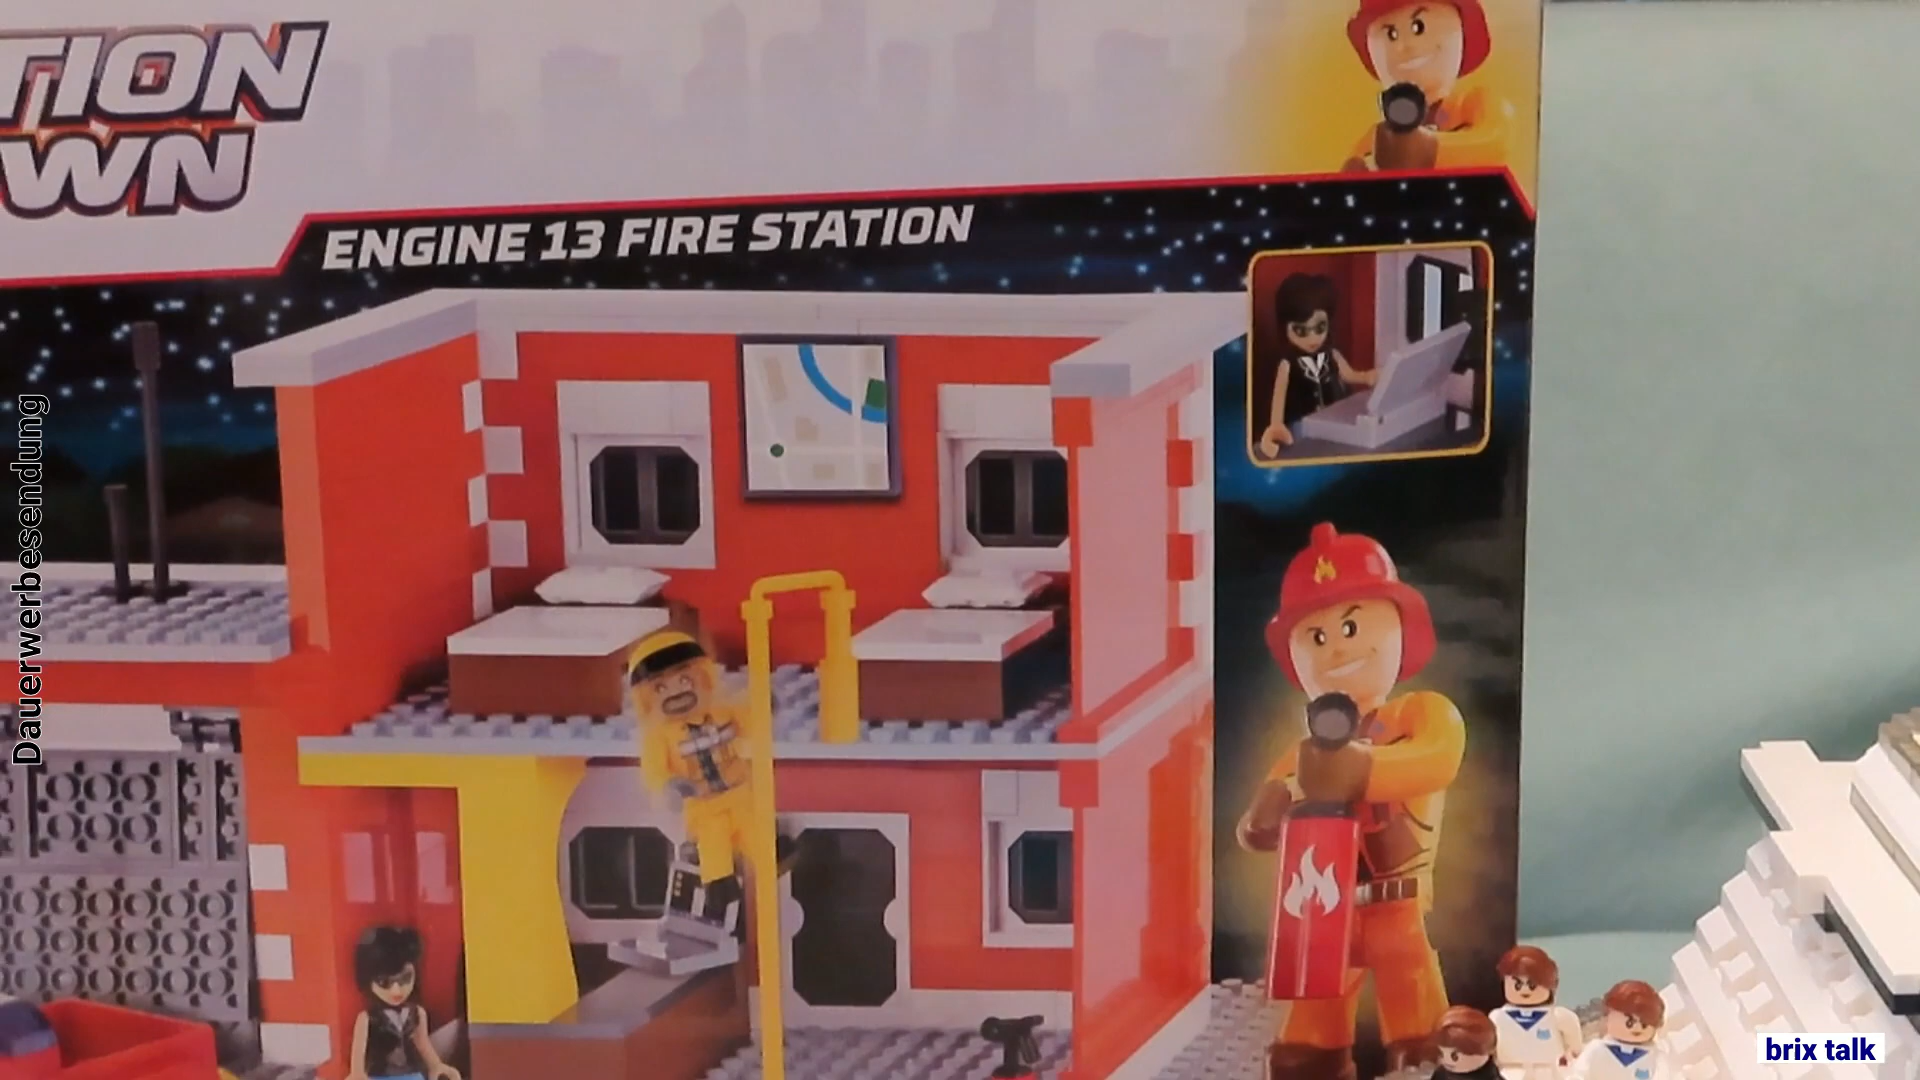 TION
WN
ENGINE 13 FIRE STATION
Dauerwerbesendung
brix talk